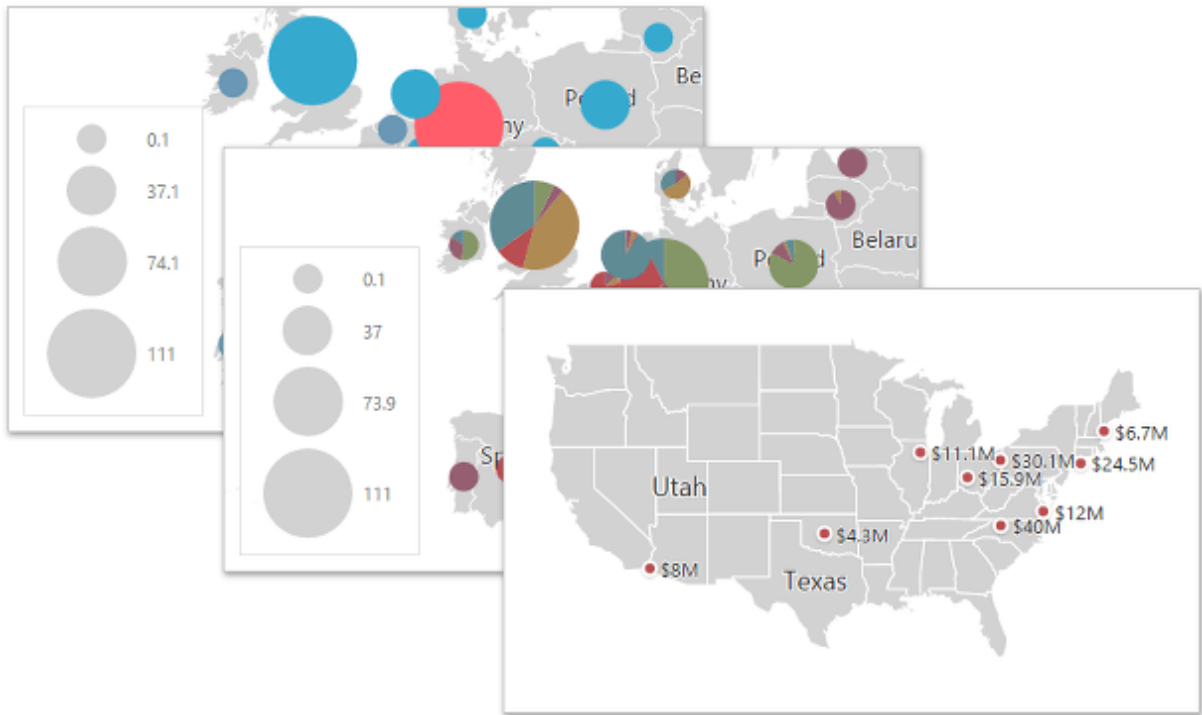 Be
0.1
37.1
74.1
111
Belaru
0.1
37
73.9
111
$6.7M
$11.1M
$30.1M
$24.5M
$15.9M
Utah
$12M
$40M
$4.3M
$8M
Texas